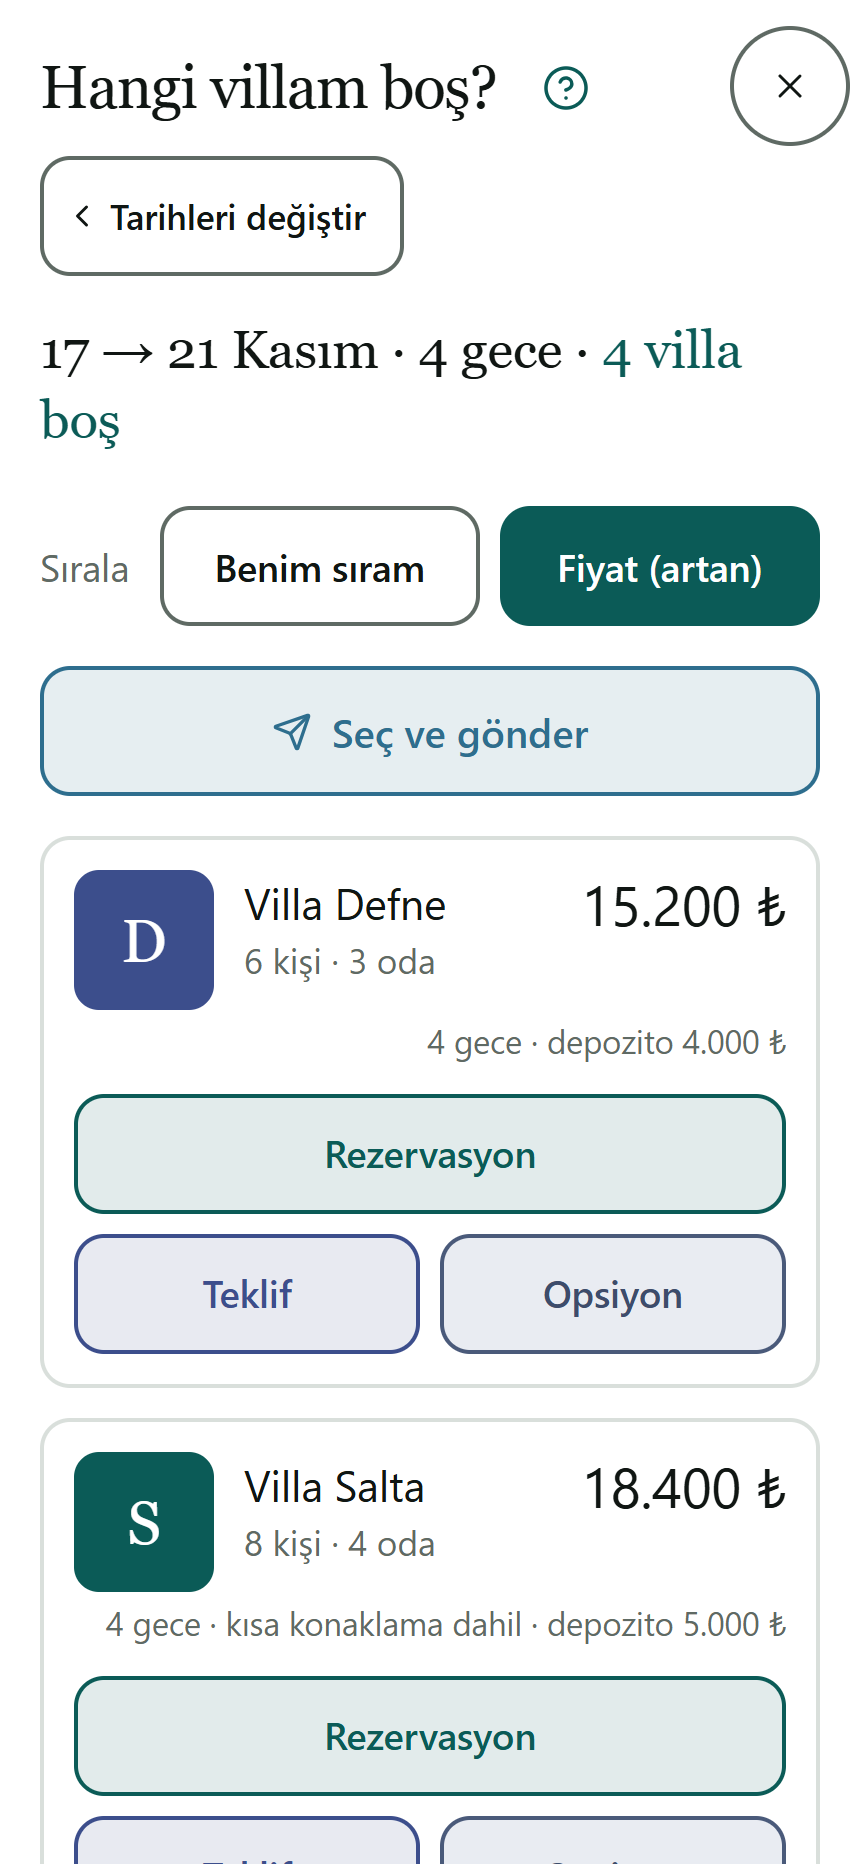 Hangi villam boş?
Tarihleri değiştir
17 → 21 Kasım · 4 gece · 4 villa
boş
Sırala
Benim sıram
Fiyat (artan)
Seç ve gönder
D
Villa Defne
15.200 ₺
6 kişi · 3 oda
4 gece · depozito 4.000 ₺
Rezervasyon
Teklif
Opsiyon
S
Villa Salta
18.400 ₺
8 kişi · 4 oda
4 gece · kısa konaklama dahil · depozito 5.000 ₺
Rezervasyon